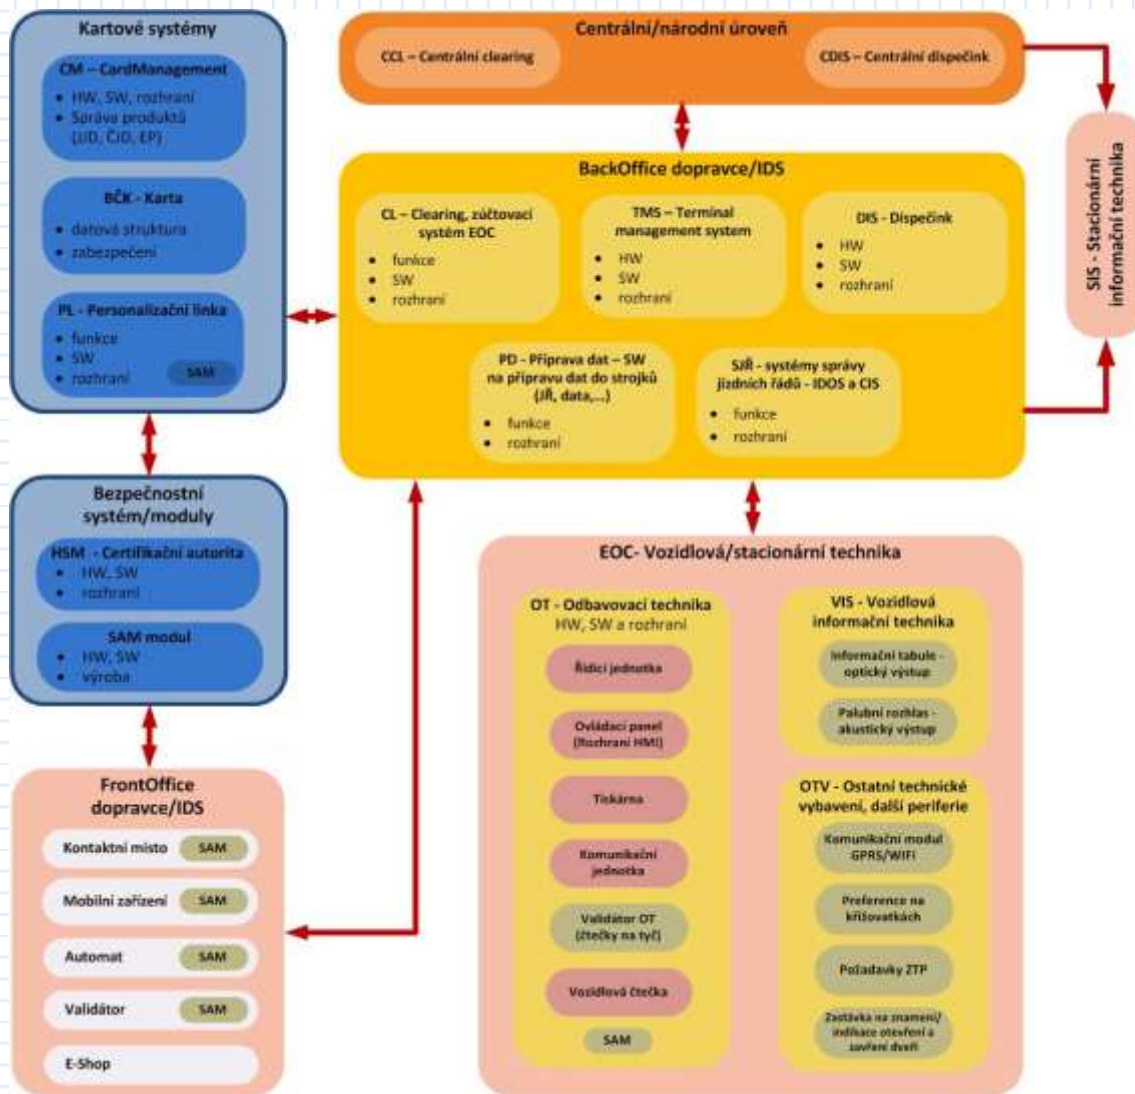 Kartové systémy
CM – CardManagement
• HW, SW, rozhraní
• Správa produktů
(UD, ČJD, EP)
BČK - Karta
• datová struktura
• zabezpečení
PL - Personalizační linka
• funkce
• SW
• rozhraní
SAM
Bezpečnostní
systém/moduly
HSM - Certifikační autorita
• HW, SW
• rozhraní
SAM modul
• HW, SW
• výroba
FrontOffice
dopravce/IDS
Kontaktní místo SAM
Mobilní zařízení SAM
Automat SAM
Validátor SAM
E-Shop
Centrální/národní úroveň
CCL – Centrální clearing
CDIS – Centrální dispečink
BackOffice dopravce/IDS
CL – Clearing, zúčtovací
systém EOC
• funkce
• SW
• rozhraní
TMS – Terminal
management system
• HW
• SW
• rozhraní
DIS - Dispečink
• HW
• SW
• rozhraní
PD - Příprava dat – SW
na přípravu dat do strojků
(JŘ, data,...)
• funkce
• rozhraní
SJŘ - systémy správy
jízdních řádů - IDOS a CIS
• funkce
• rozhraní
SIS - Stacionární
informační technika
EOC- Vozidlová/stacionární technika
OT - Odbavovací technika
HW, SW a rozhraní
Řídicí jednotka
Ovládací panel
(Rozhraní HMI)
Tiskárna
Komunikační
jednotka
Validátor OT
(čtečky na tyč)
Vozidlová čtečka
SAM
VIS - Vozidlová
informační technika
Informační tabule -
optický výstup
Palubní rozhlas -
akustický výstup
OTV - Ostatní technické
vybavení, další periferie
Komunikační modul
GPRS/WIFI
Preference na
křižovatkách
Požadavky ZTP
Zastávka na znamení/
indikace otevření a
zavření dveří